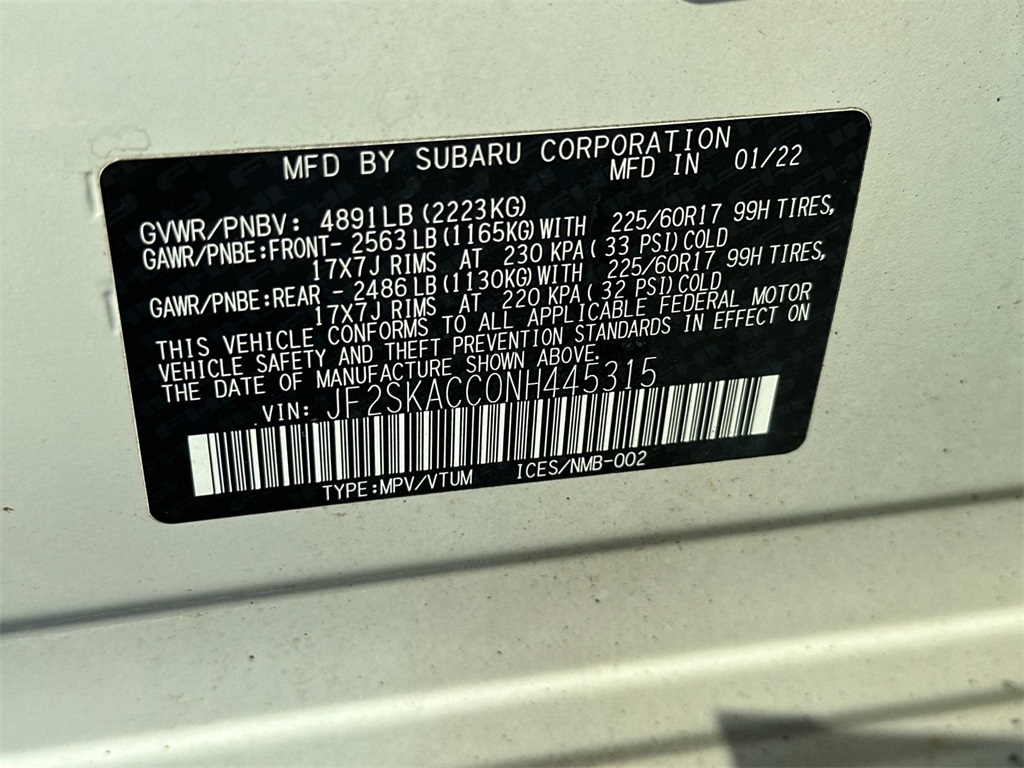 MFD BY SUBARU CORPORATION
MFD IN 01/22
GVWR/PNBV: 4891LB (2223KG)
GAWR/PNBE:FRONT- 2563LB (1165KG)WITH 225/60R17 99H TIRES,
17X7J RIMS AT 230 KPA( 33 PSI)COLD
GAWR/PNBE:REAR - 2486LB (1130KG)WITH 225/60R17 99H TIRES,
17X7J RIMS AT 220 KPA( 32 PSI)COLD
THIS VEHICLE CONFORMS TO ALL APPLICABLE FEDERAL MOTOR
VEHICLE SAFETY AND THEFT PREVENTION STANDARDS IN EFFECT ON
THE DATE OF MANUFACTURE SHOWN ABOVE.
VIN: JF2SKACC0NH445315
TYPE:MPV/VTUM ICES/NMB-002